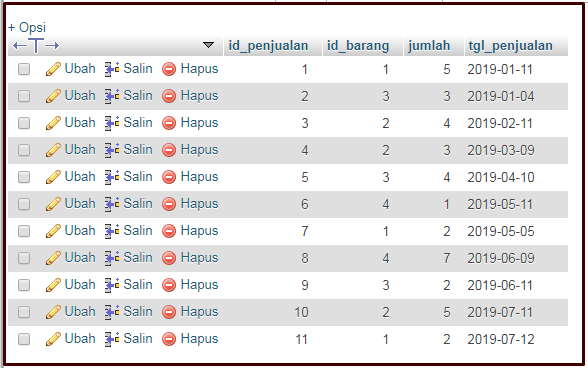 + Opsi
id_penjualan id_barang jumlah tgl_penjualan
Ubah Salin Hapus 1 1 5 2019-01-11
Ubah Salin Hapus 2 3 3 2019-01-04
Ubah Salin Hapus 3 2 4 2019-02-11
Ubah Salin Hapus 4 2 3 2019-03-09
Ubah Salin Hapus 5 3 4 2019-04-10
Ubah Salin Hapus 6 4 1 2019-05-11
Ubah Salin Hapus 7 1 2 2019-05-05
Ubah Salin Hapus 8 4 7 2019-06-09
Ubah Salin Hapus 9 3 2 2019-06-11
Ubah Salin Hapus 10 2 5 2019-07-11
Ubah Salin Hapus 11 1 2 2019-07-12